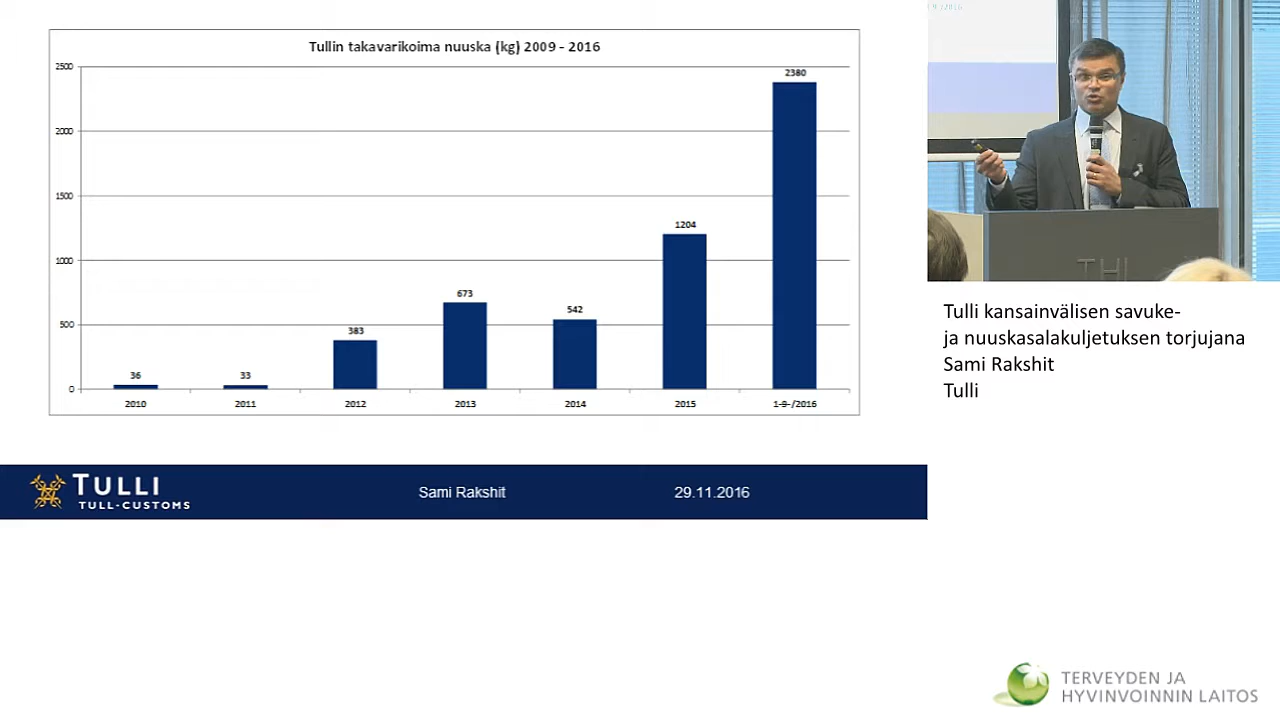 Tullin takavarikoima nuuska (kg) 2009 - 2016
2500
2000
1500
1000
500
0
36
33
383
673
542
1204
2380
2010
2011
2012
2013
2014
2015
1-9-/2016
TULLI
TULL-CUSTOMS
Sami Rakshit
29.11.2016
THL
Tulli kansainvälisen savuke-
ja nuuskasalakuljetuksen torjujana
Sami Rakshit
Tulli
TERVEYDEN JA
HYVINVOINNIN LAITOS